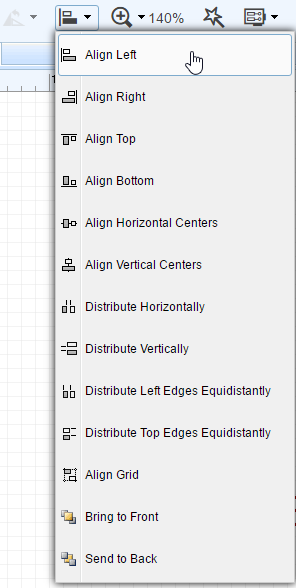 140%
Align Left
Align Right
Align Top
Align Bottom
Align Horizontal Centers
Align Vertical Centers
Distribute Horizontally
Distribute Vertically
Distribute Left Edges Equidistantly
Distribute Top Edges Equidistantly
Align Grid
Bring to Front
Send to Back